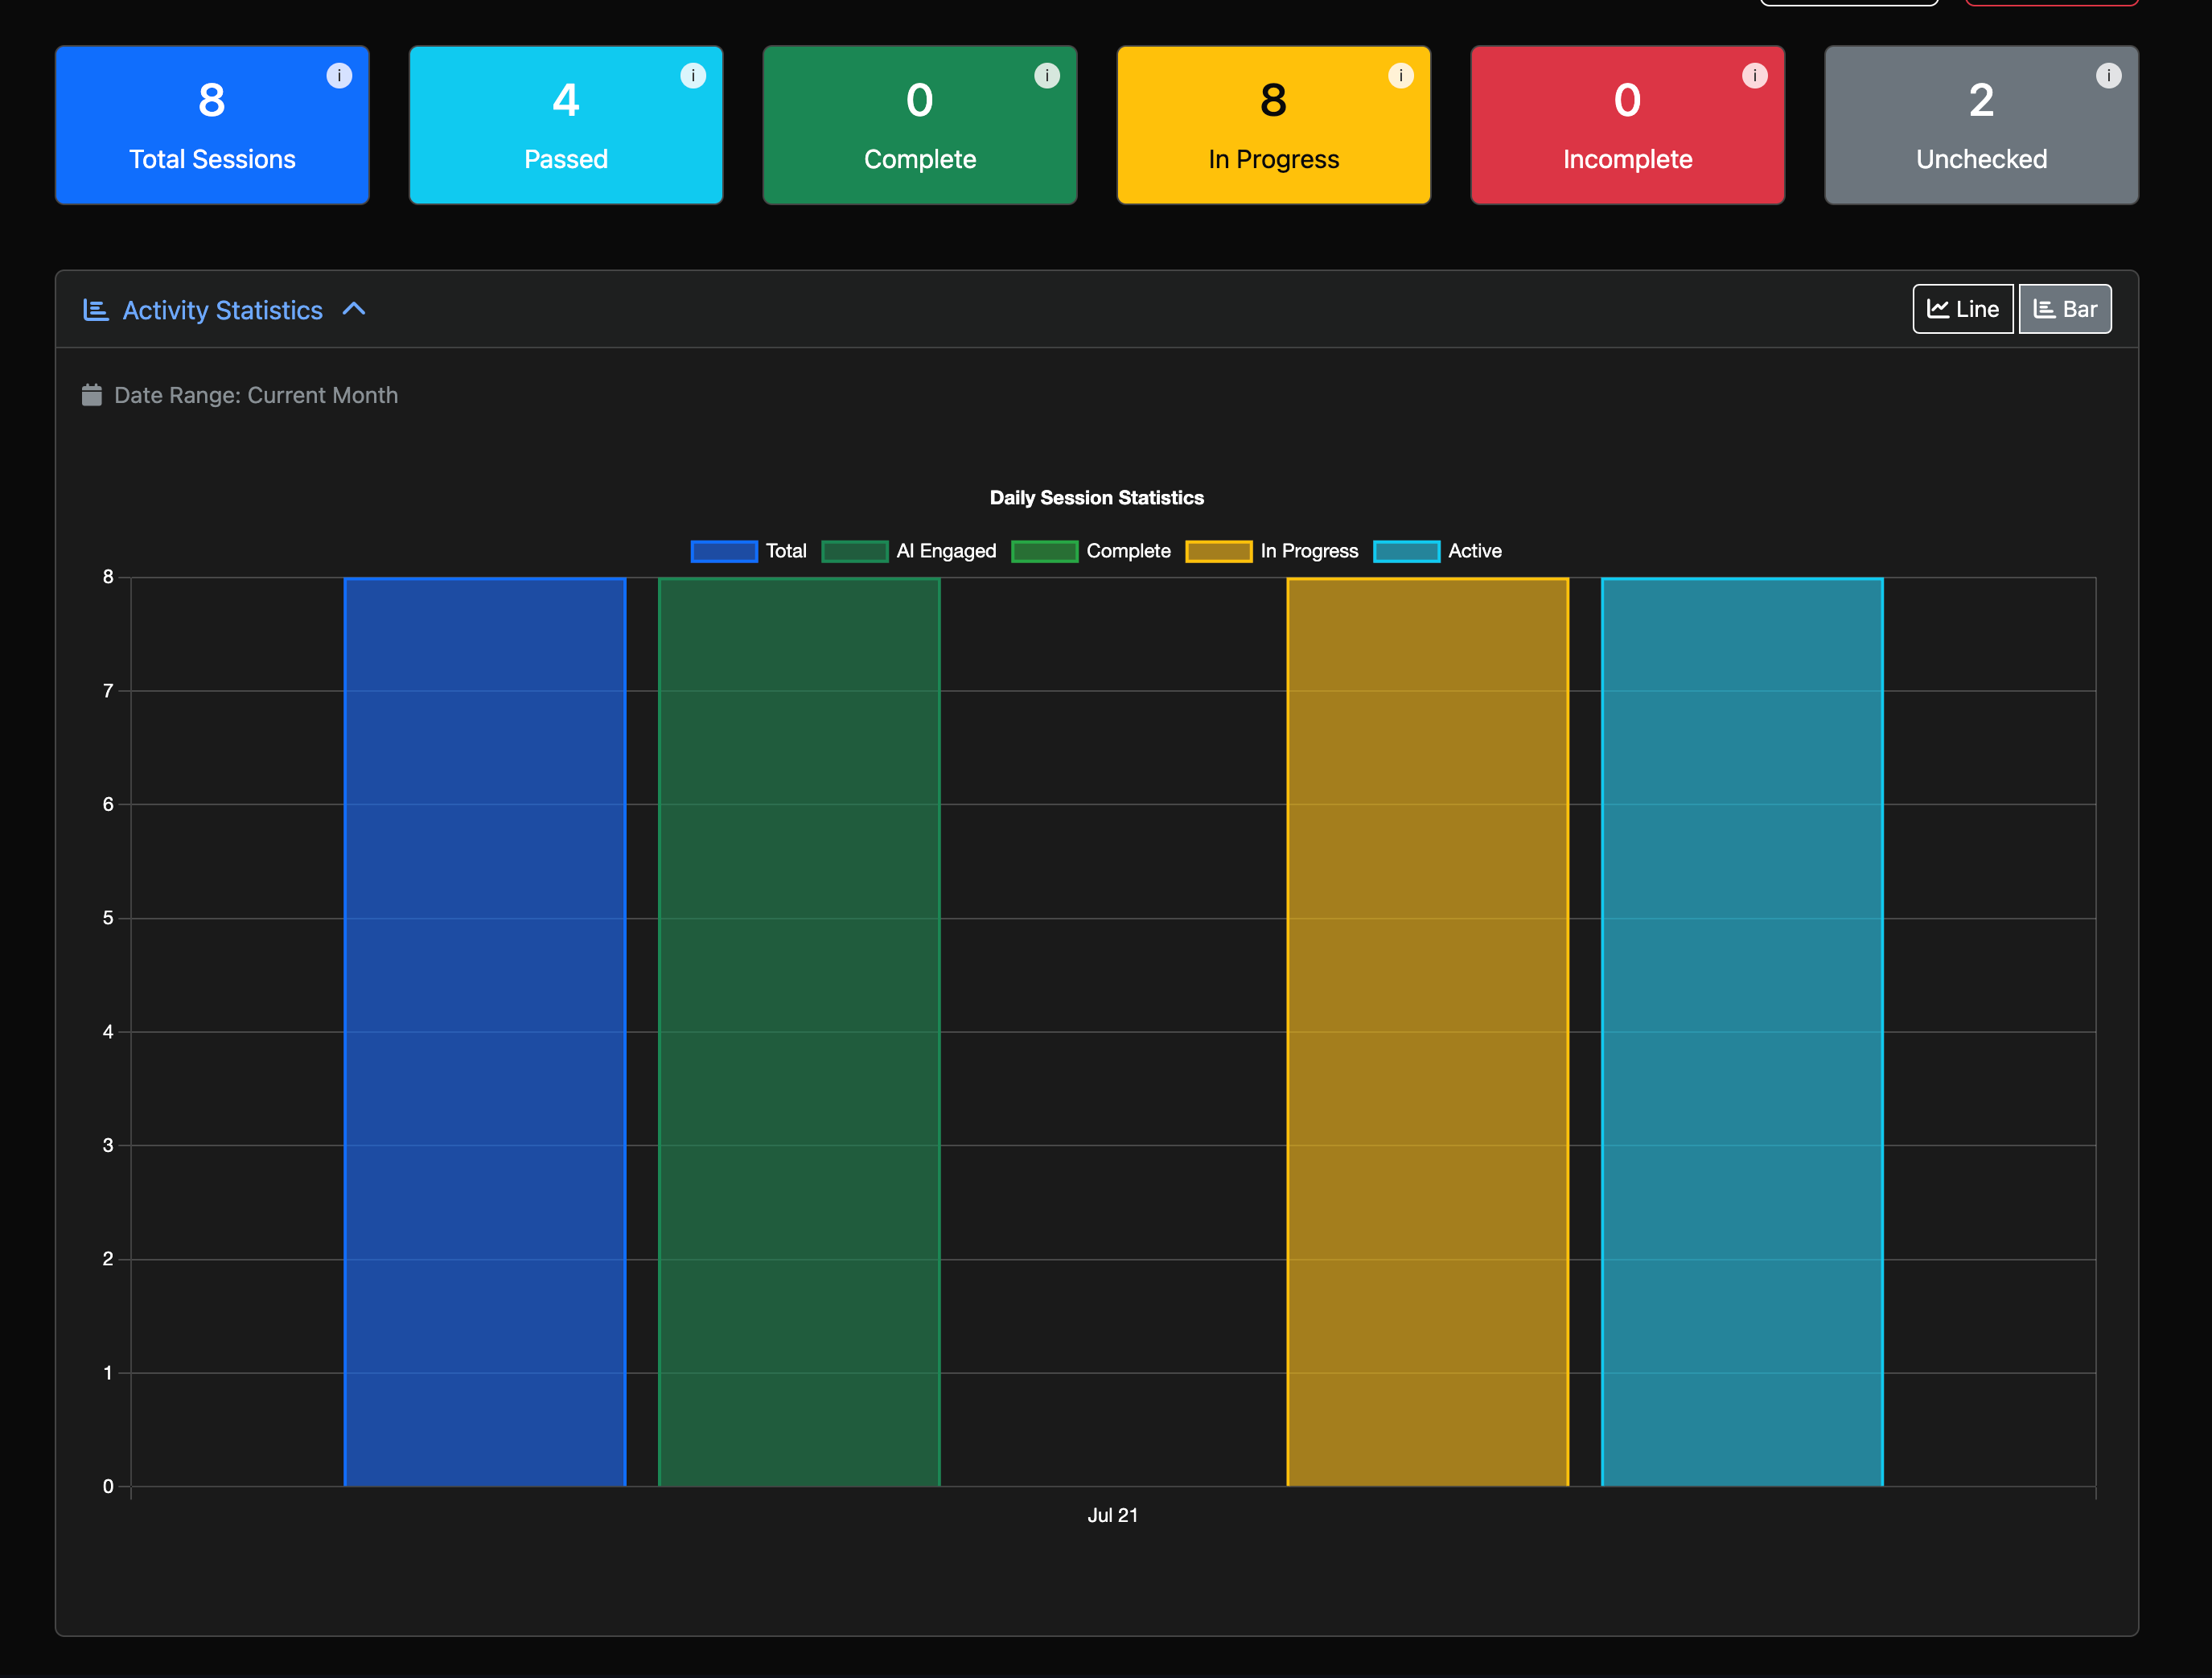 8
Total Sessions
i
4
Passed
i
0
Complete
i
8
In Progress
i
0
Incomplete
i
2
Unchecked
i
Activity Statistics
Line
Bar
Date Range: Current Month
Daily Session Statistics
Total AI Engaged Complete In Progress Active
8
7
6
5
4
3
2
1
0
Jul 21